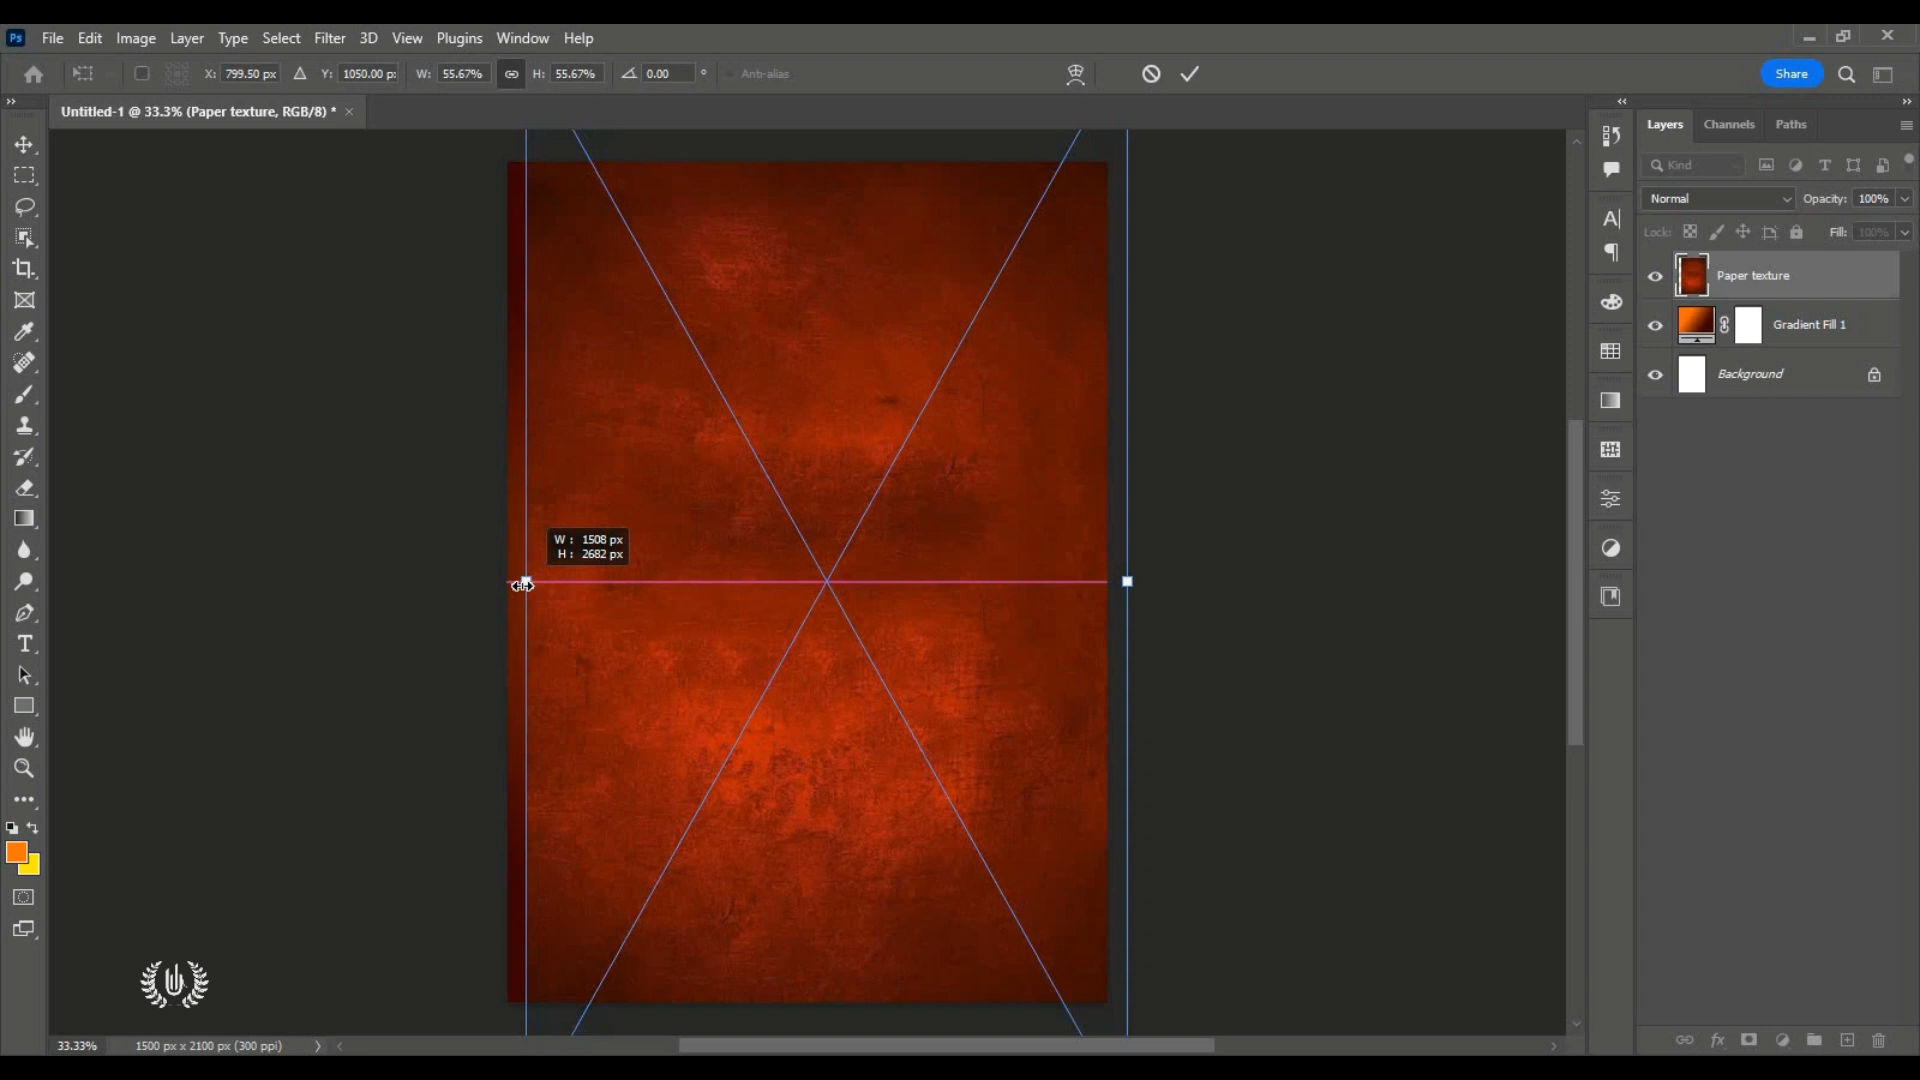 Ps File Edit Image Layer Type Select Filter 3D View Plugins Window Help
X: 799.50 px Y: 1050.00 p W: 55.67% H: 55.67% 0.00 ° Anti-alias Share
Untitled-1 @ 33.3% (Paper texture, RGB/8) * ×
Layers Channels Paths
Kind
Normal Opacity: 100%
Lock: Fill: 100%
Paper texture
Gradient Fill 1
Background
W : 1508 px
H : 2682 px
33.33% 1500 px x 2100 px (300 ppi)